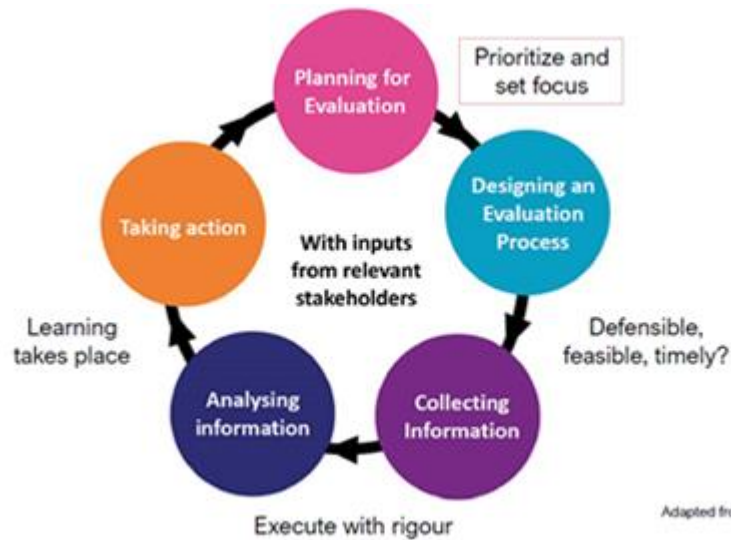 Planning for
Evaluation
Prioritize and
set focus
Designing an
Evaluation
Process
Defensible,
feasible, timely?
Collecting
Information
Execute with rigour
Analysing
information
Learning
takes place
Taking action
With inputs
from relevant
stakeholders
Adapted